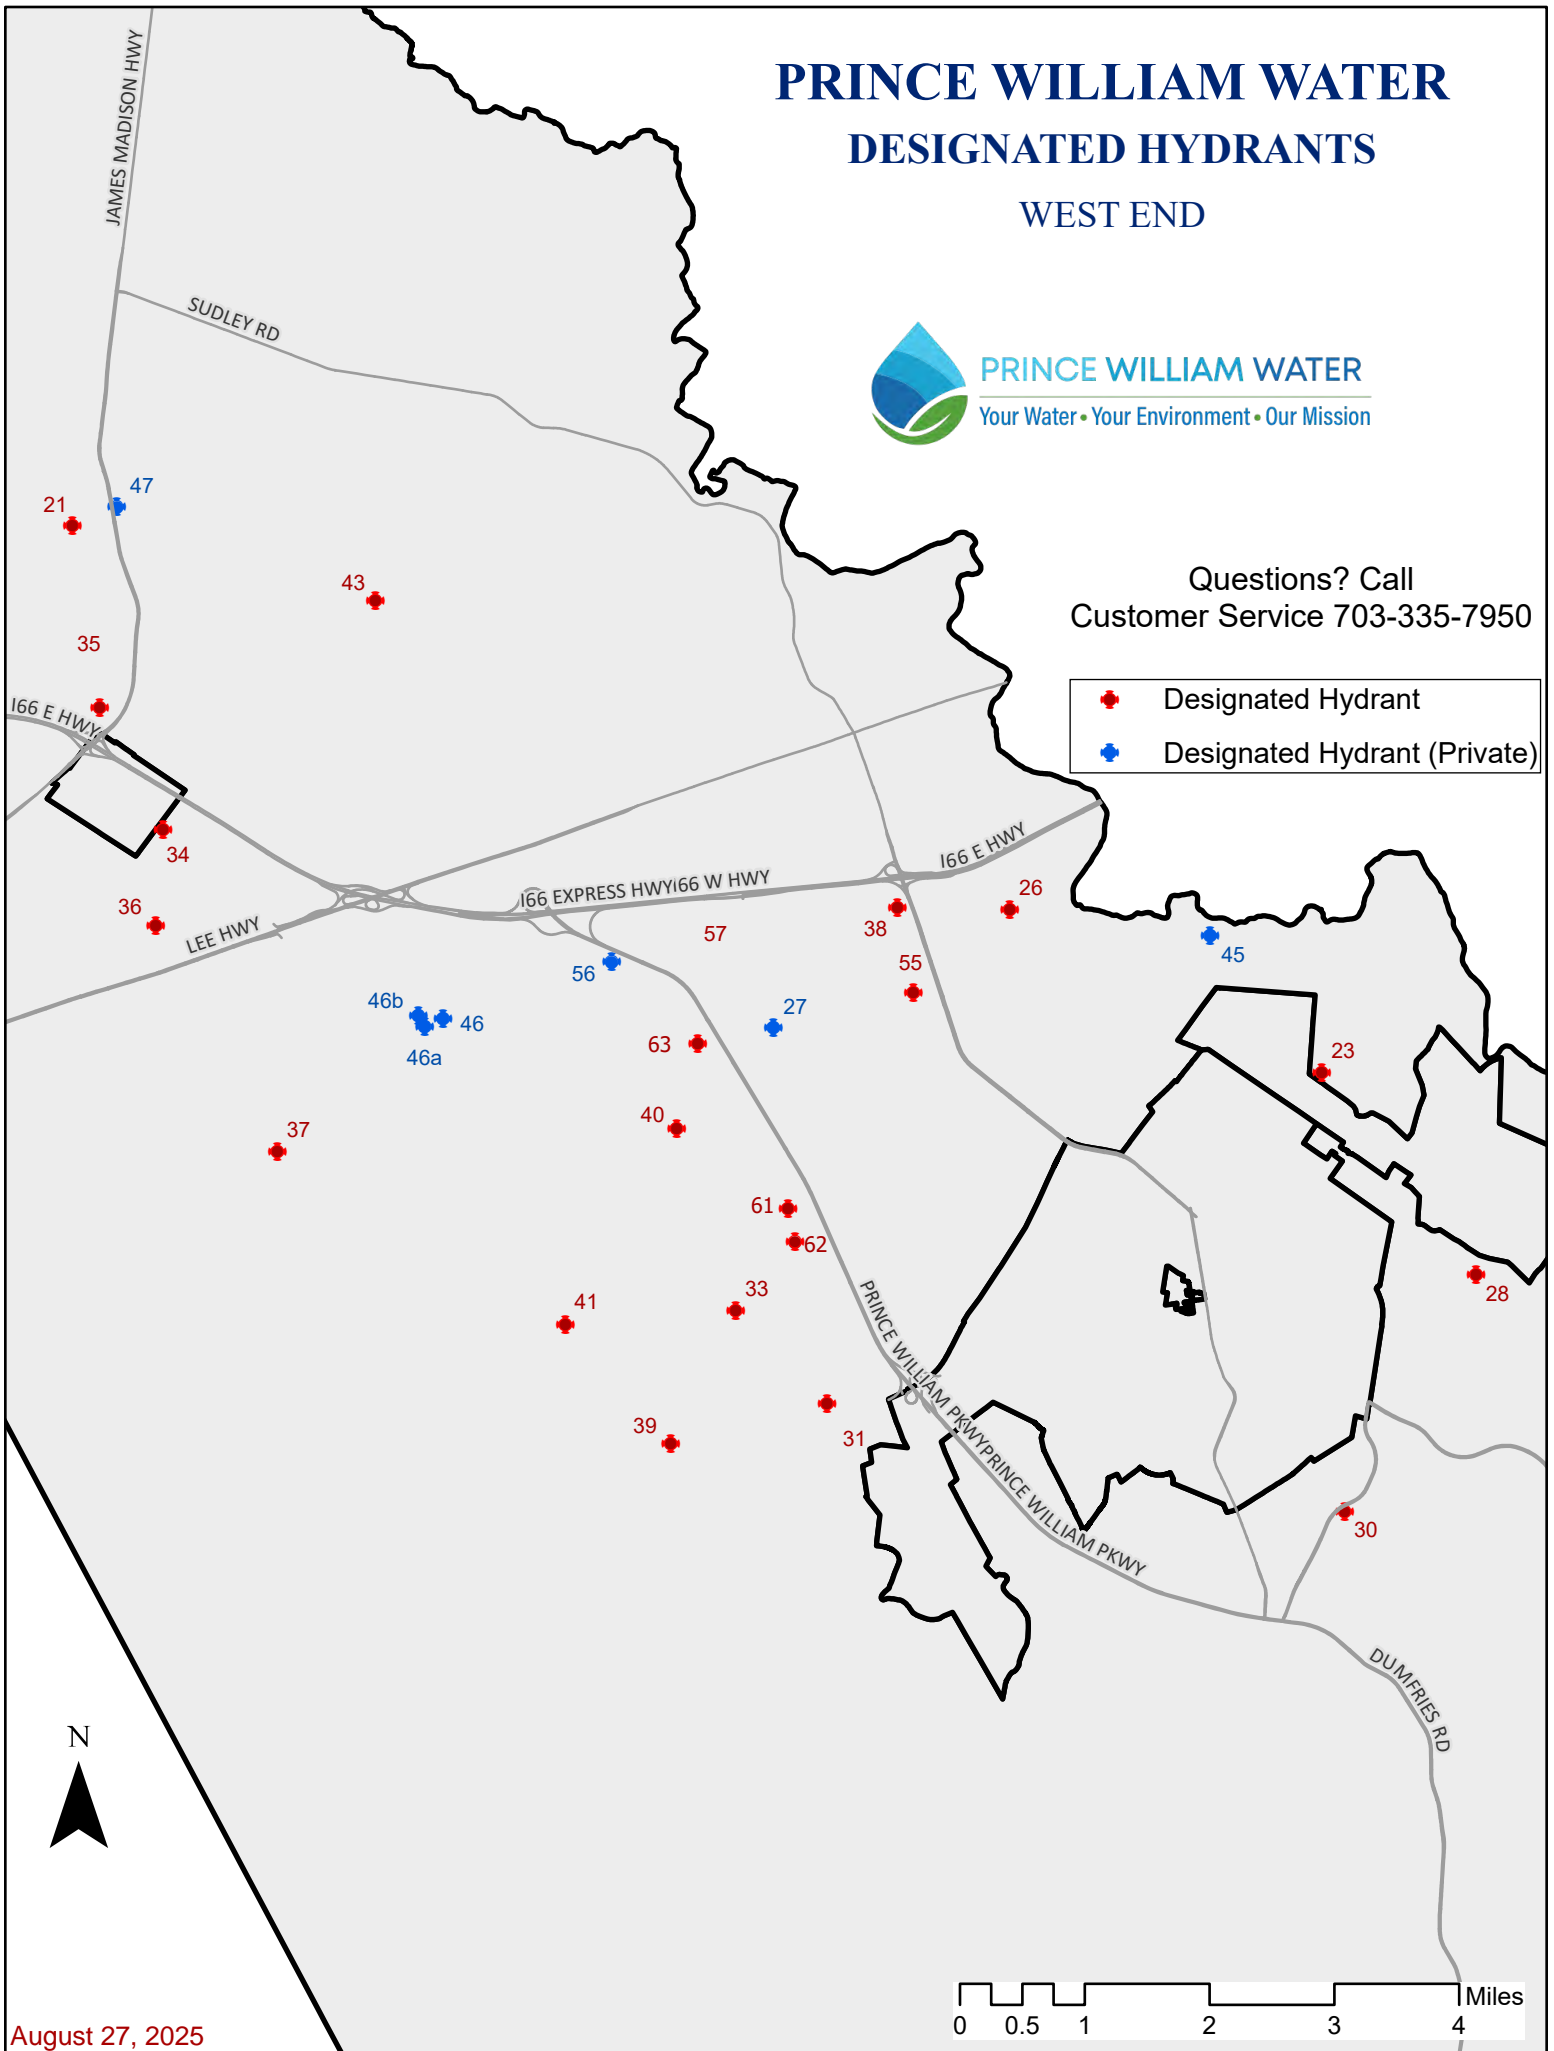 PRINCE WILLIAM WATER
DESIGNATED HYDRANTS
WEST END
PRINCE WILLIAM WATER
Your Water • Your Environment • Our Mission
Questions? Call
Customer Service 703-335-7950
Designated Hydrant
Designated Hydrant (Private)
JAMES MADISON HWY
SUDLEY RD
47
21
43
35
I66 E HWY
34
36
LEE HWY
I66 EXPRESS HWY
I66 W HWY
I66 E HWY
26
38
57
45
56
55
46b
46
27
46a
63
23
40
37
61
62
28
33
41
PRINCE WILLIAM PKWY
31
39
PRINCE WILLIAM PKWY
30
DUMFRIES RD
N
Miles
0 0.5 1 2 3 4
August 27, 2025